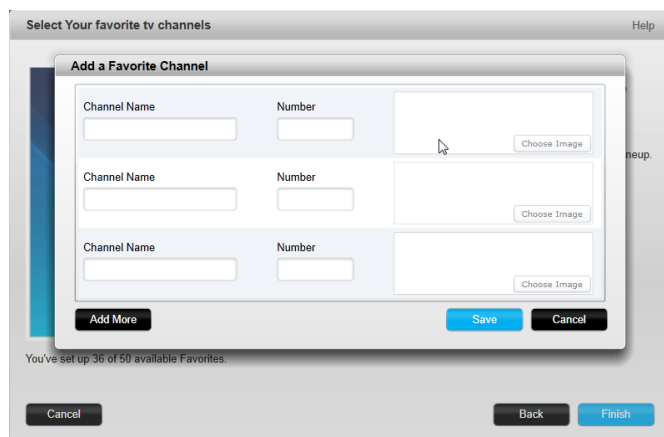 Select Your favorite tv channels
Help
Add a Favorite Channel
Channel Name
Number
Choose Image
neup.
Channel Name
Number
Choose Image
Channel Name
Number
Choose Image
Add More
Save
Cancel
You've set up 36 of 50 available Favorites.
Cancel
Back
Finish